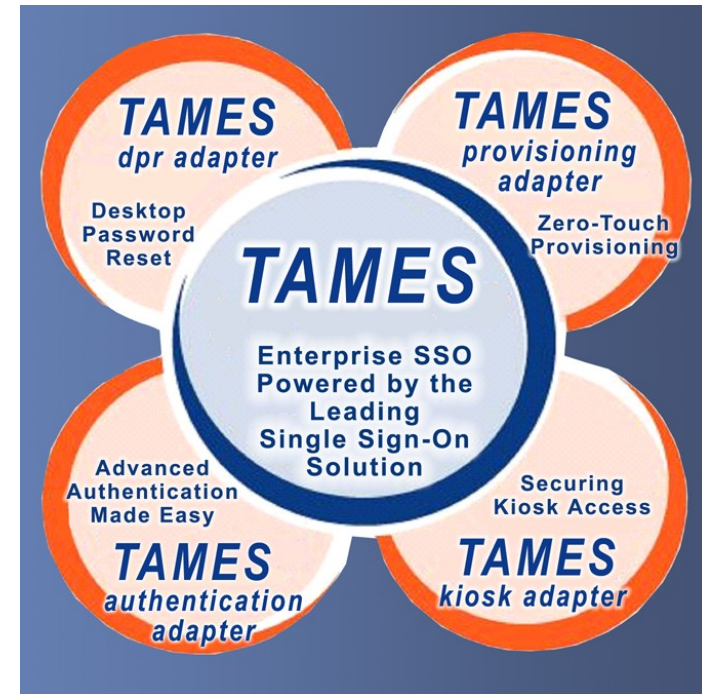 TAMES
dpr adapter
Desktop
Password
Reset
TAMES
provisioning
adapter
Zero-Touch
Provisioning
TAMES
Enterprise SSO
Powered by the
Leading
Single Sign-On
Solution
Advanced
Authentication
Made Easy
TAMES
authentication
adapter
Securing
Kiosk Access
TAMES
kiosk adapter